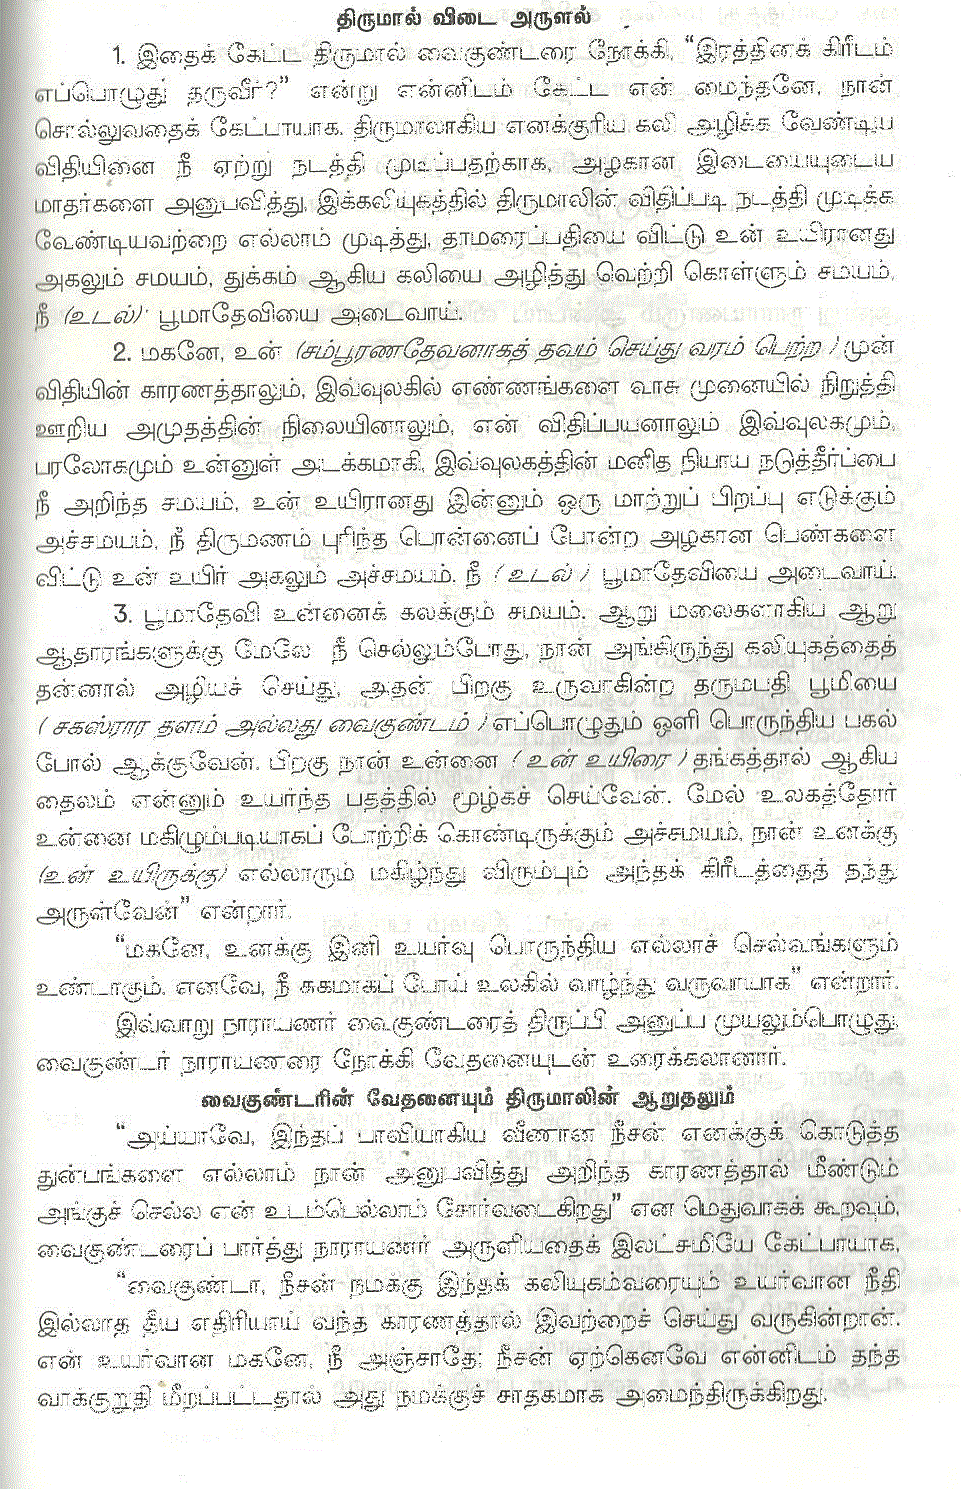 திருமால் விடை அருளல்
1. இதைக் கேட்ட திருமால் வைகுண்டரை நோக்கி, “இரத்தினக் கிரீடம்
எப்பொழுது தருவீர்?” என்று என்னிடம் கேட்ட என் மைந்தனே, நான்
சொல்லுவதைக் கேட்பாயாக. திருமாலாகிய எனக்குரிய கலி அழிக்க வேண்டிய
விதியினை நீ ஏற்று நடத்தி முடிப்பதற்காக, அழகான இடையையுடைய
மாதர்களை அனுபவித்து, இக்கலியுகத்தில் திருமாலின் விதிப்படி நடத்தி முடிக்க
வேண்டியவற்றை எல்லாம் முடித்து, தாமரைப்பதியை விட்டு உன் உயிரானது
அகலும் சமயம், துக்கம் ஆகிய கலியை அழித்து வெற்றி கொள்ளும் சமயம்,
நீ (உடல்) பூமாதேவியை அடைவாய்.
2. மகனே, உன் (சம்பூரணதேவனாகத் தவம் செய்து வரம் பெற்ற) முன்
விதியின் காரணத்தாலும், இவ்வுலகில் எண்ணங்களை வாசு முனையில் நிறுத்தி
ஊறிய அமுதத்தின் நிலையினாலும், என் விதிப்பயனாலும் இவ்வுலகமும்,
பரலோகமும் உன்னுள் அடக்கமாகி, இவ்வுலகத்தின் மனித நியாய நடுத்தீர்ப்பை
நீ அறிந்த சமயம், உன் உயிரானது இன்னும் ஒரு மாற்றுப் பிறப்பு எடுக்கும்
அச்சமயம், நீ திருமணம் புரிந்த பொன்னைப் போன்ற அழகான பெண்களை
விட்டு உன் உயிர் அகலும் அச்சமயம். நீ (உடல்) பூமாதேவியை அடைவாய்.
3. பூமாதேவி உன்னைக் கலக்கும் சமயம். ஆறு மலைகளாகிய ஆறு
ஆதாரங்களுக்கு மேலே நீ செல்லும்போது, நான் அங்கிருந்து கலியுகத்தைத்
தன்னால் அழியச் செய்து, அதன் பிறகு உருவாகின்ற தருமபதி பூமியை
(சகஸ்ரார தளம் அல்லது வைகுண்டம்) எப்பொழுதும் ஒளி பொருந்திய பகல்
போல் ஆக்குவேன். பிறகு நான் உன்னை (உன் உயிரை) தங்கத்தால் ஆகிய
தைலம் என்னும் உயர்ந்த பதத்தில் மூழ்கச் செய்வேன். மேல் உலகத்தோர்
உன்னை மகிழும்படியாகப் போற்றிக் கொண்டிருக்கும் அச்சமயம், நான் உனக்கு
(உன் உயிருக்கு) எல்லாரும் மகிழ்ந்து விரும்பும் அந்தக் கிரீடத்தைத் தந்து
அருள்வேன்” என்றார்.
“மகனே, உனக்கு இனி உயர்வு பொருந்திய எல்லாச் செல்வங்களும்
உண்டாகும். எனவே, நீ சுகமாகப் போய் உலகில் வாழ்ந்து வருவாயாக” என்றார்.
இவ்வாறு நாராயணர் வைகுண்டரைத் திருப்பி அனுப்ப முயலும்பொழுது,
வைகுண்டர் நாராயணரை நோக்கி வேதனையுடன் உரைக்கலானார்.
வைகுண்டரின் வேதனையும் திருமாலின் ஆறுதலும்
“அய்யாவே, இந்தப் பாவியாகிய வீணான நீசன் எனக்குக் கொடுத்த
துன்பங்களை எல்லாம் நான் அனுபவித்து அறிந்த காரணத்தால் மீண்டும்
அங்குச் செல்ல என் உடம்பெல்லாம் சோர்வடைகிறது” என மெதுவாகக் கூறவும்,
வைகுண்டரைப் பார்த்து நாராயணர் அருளியதைக் இலட்சமியே கேட்பாயாக,
“வைகுண்டா, நீசன் நமக்கு இந்தக் கலியுகம்வரையும் உயர்வான நீதி
இல்லாத தீய எதிரியாய் வந்த காரணத்தால் இவற்றைச் செய்து வருகின்றான்.
என் உயர்வான மகனே, நீ அஞ்சாதே; நீசன் ஏற்கெனவே என்னிடம் தந்த
வாக்குறுதி மீறப்பட்டதால் அது நமக்குச் சாதகமாக அமைந்திருக்கிறது.